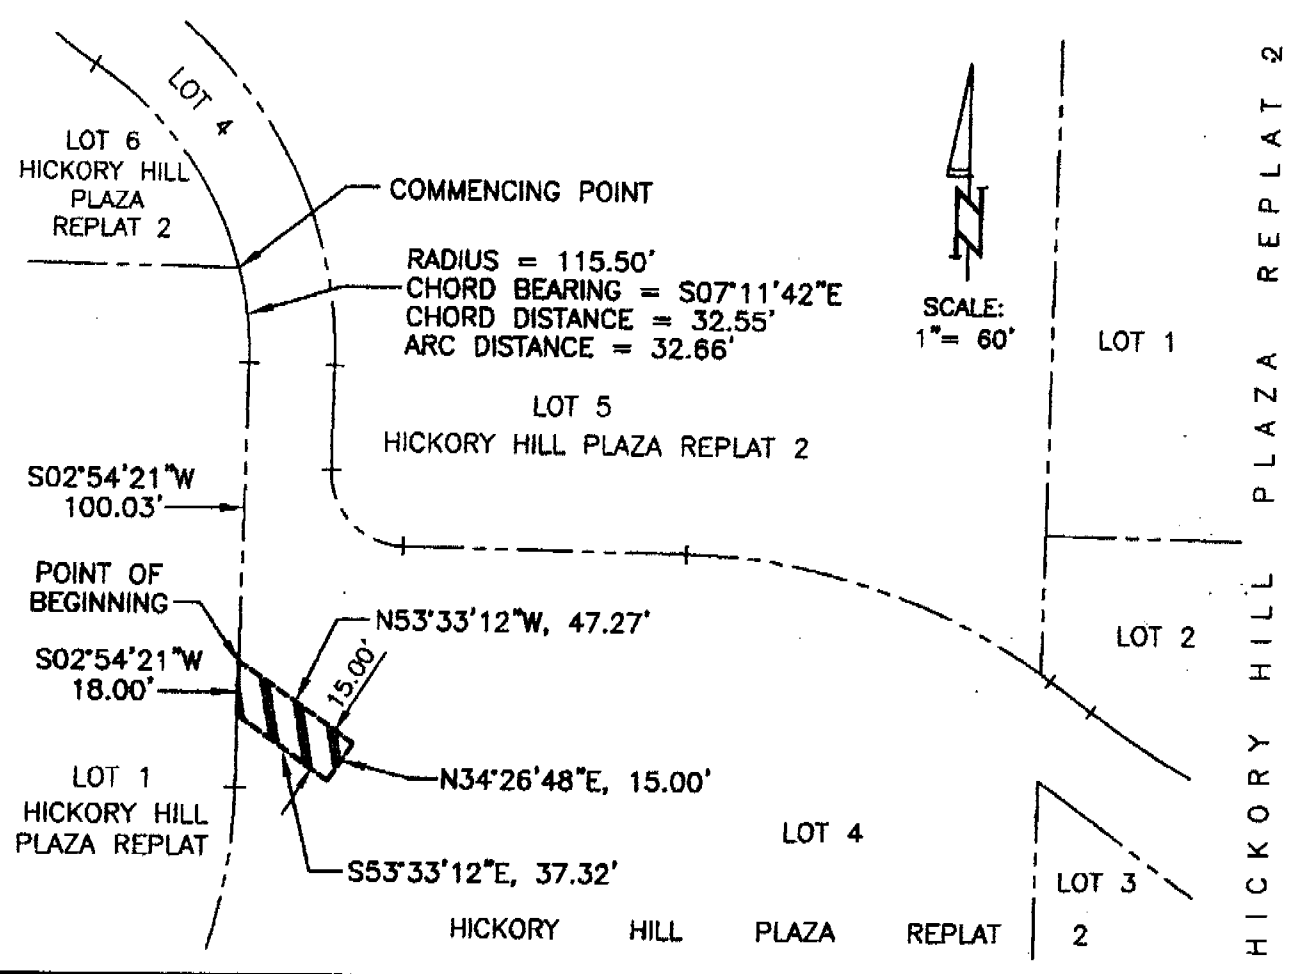 LOT 4
LOT 6
HICKORY HILL
PLAZA
REPLAT 2
COMMENCING POINT
RADIUS = 115.50'
CHORD BEARING = S07°11'42"E
CHORD DISTANCE = 32.55'
ARC DISTANCE = 32.66'
N
SCALE:
1"= 60'
LOT 1
LOT 5
HICKORY HILL PLAZA REPLAT 2
S02°54'21"W
100.03'
POINT OF
BEGINNING
N53°33'12"W, 47.27'
15.00'
S02°54'21"W
18.00'
LOT 2
LOT 1
HICKORY HILL
PLAZA REPLAT
N34°26'48"E, 15.00'
LOT 4
S53°33'12"E, 37.32'
LOT 3
HICKORY HILL PLAZA REPLAT 2
HICKORY HILL PLAZA REPLAT 2